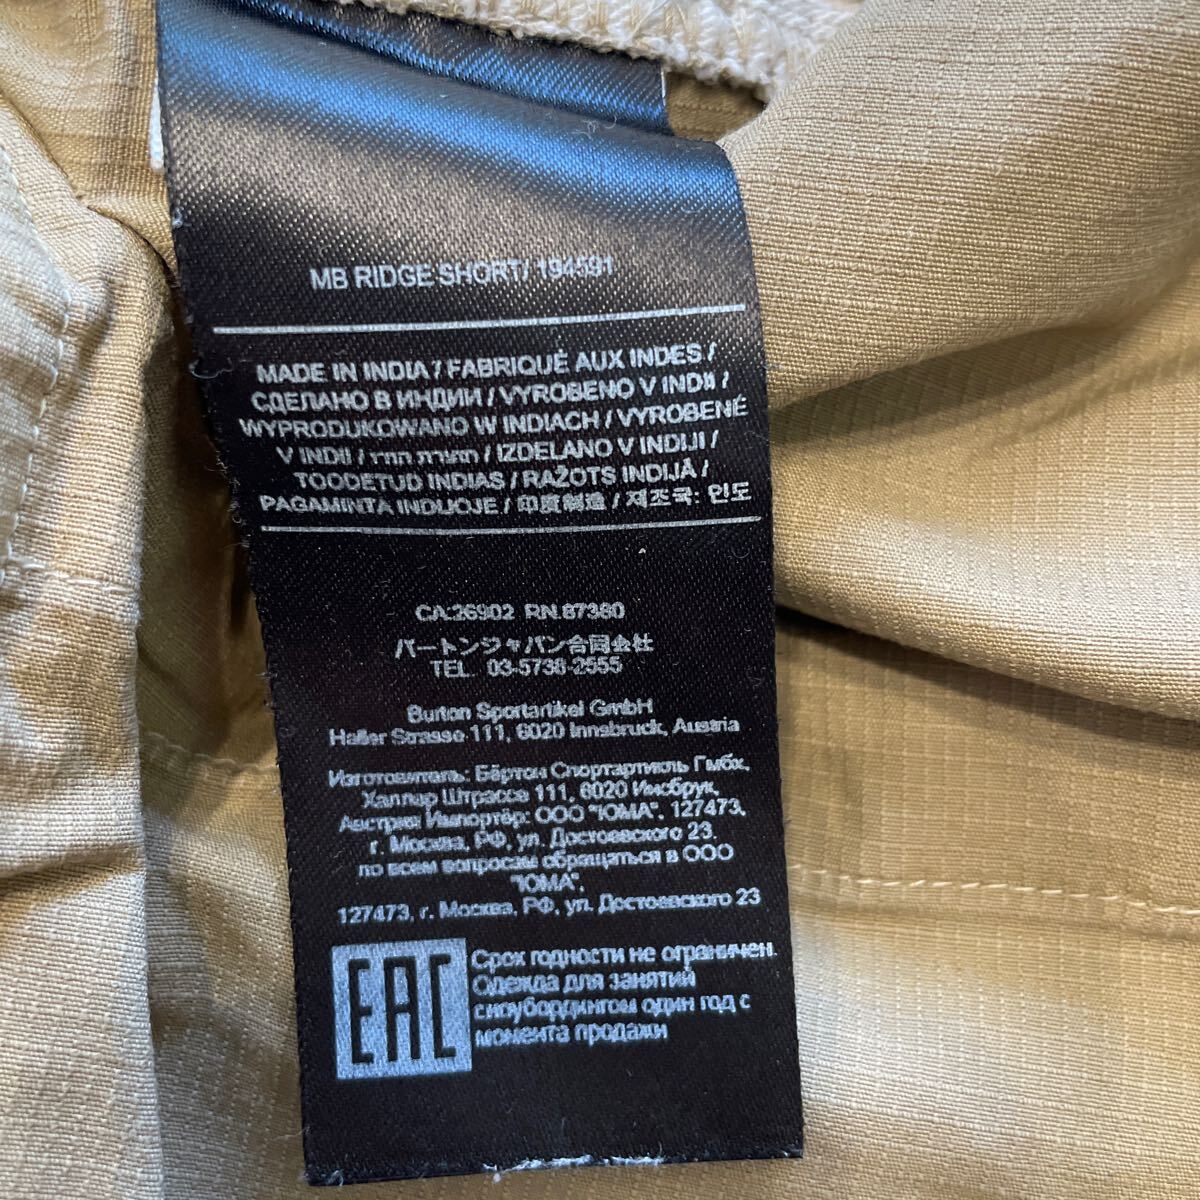 MB RIDGE SHORT/ 194591
MADE IN INDIA / FABRIQUÉ AUX INDES /
СДЕЛАНО В ИНДИИ / VYROBENO V INDII /
WYPRODUKOWANO W INDIACH / VYROBENÉ
V INDII / תוצרת הודו / IZDELANO V INDIJI /
TOODETUD INDIAS / RAŽOTS INDIJĀ /
PAGAMINTA INDIJOJE / 印度制造 / 제조국: 인도
CA.26902 RN.87380
バートンジャパン合同会社
TEL. 03-5738-2555
Burton Sportartikel GmbH
Haller Strasse 111, 6020 Innsbruck, Austria
Изготовитель: Бёртон Спортартикль Гмбх,
Халлер Штрассе 111, 6020 Инсбрук,
Австрия Импортёр: ООО "ЮМА", 127473,
г. Москва, РФ, ул. Достоевского 23,
по всем вопросам обращаться в ООО
"ЮМА",
127473, г. Москва, РФ, ул. Достоевского 23
EAC
Срок годности не ограничен.
Одежда для занятий
сноубордингом один год с
момента продажи